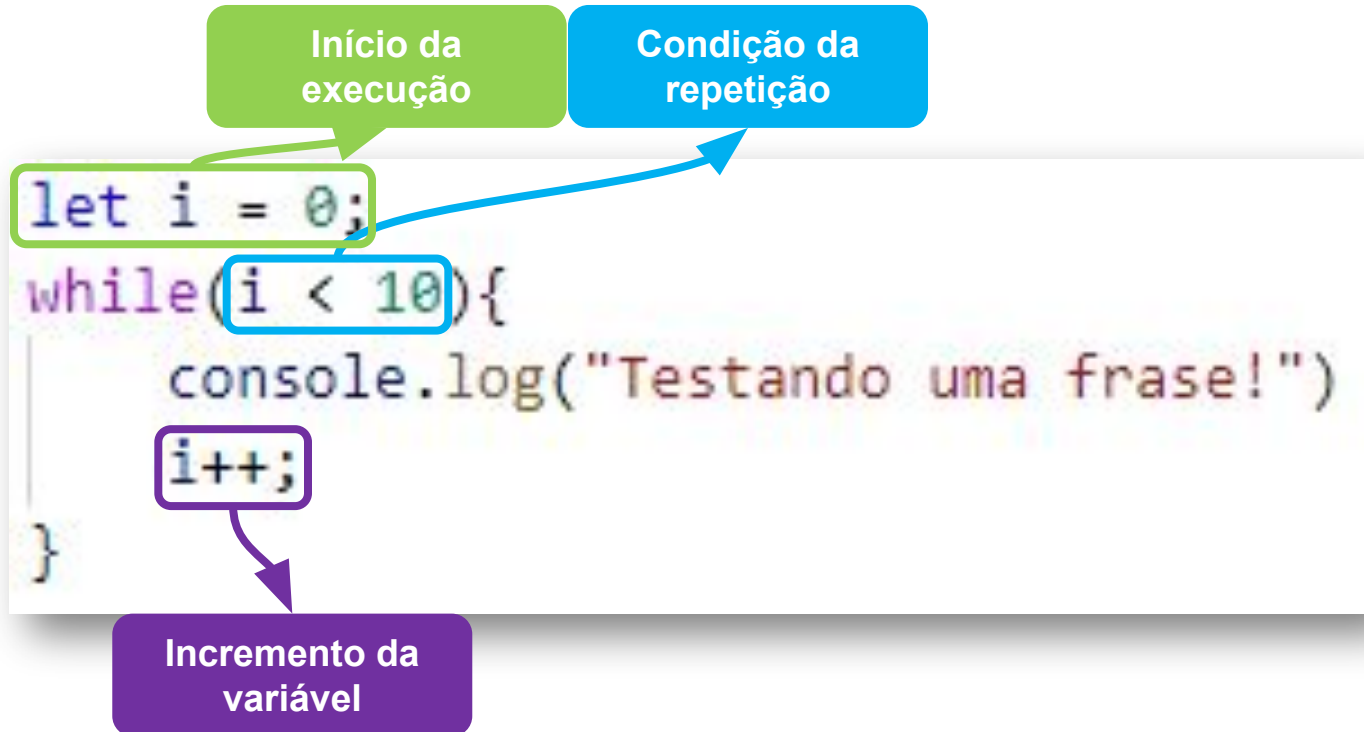 Início da
execução
Condição da
repetição
let i = 0;
while(i < 10){
    console.log("Testando uma frase!")
    i++;
}
Incremento da
variável